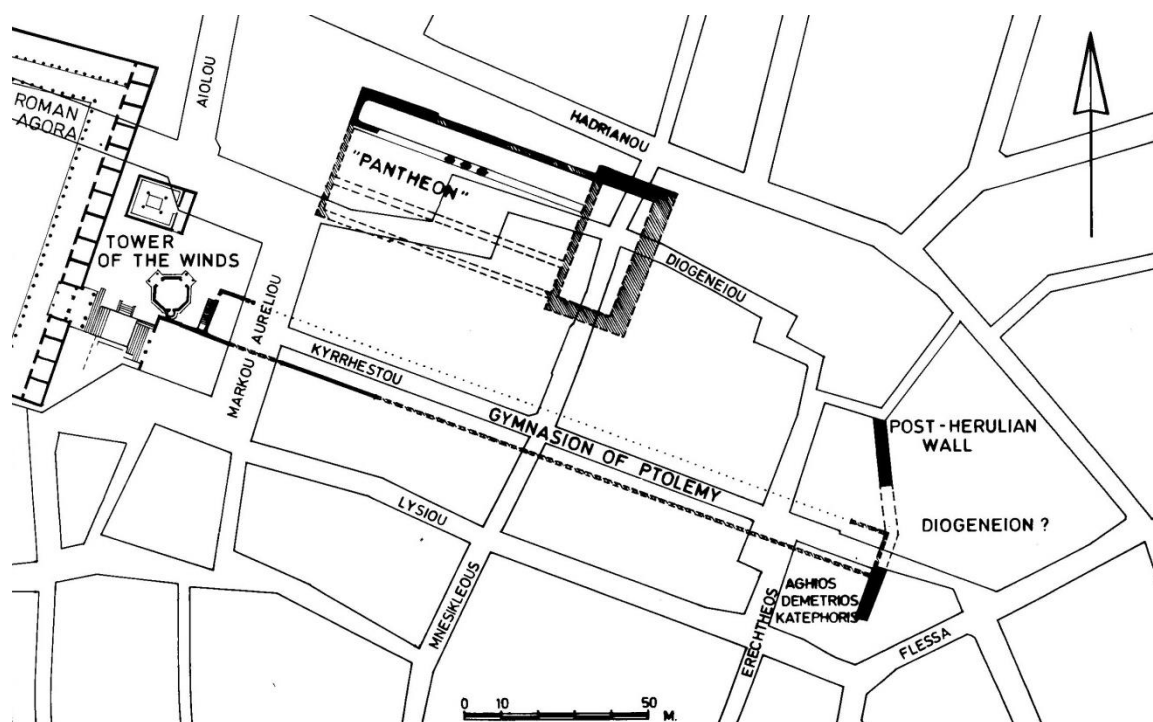 ROMAN
AGORA
AIOLOU
HADRIANOU
"PANTHEON"
TOWER
OF THE WINDS
DIOGENEIOU
MARKOU AURELIOU
KYRRHESTOU
GYMNASION OF PTOLEMY
POST-HERULIAN
WALL
LYSIOU
DIOGENEION ?
MNESIKLEOUS
ERECHTHEOS
AGHIOS
DEMETRIOS
KATEPHORIS
FLESSA
0 10 50
M.